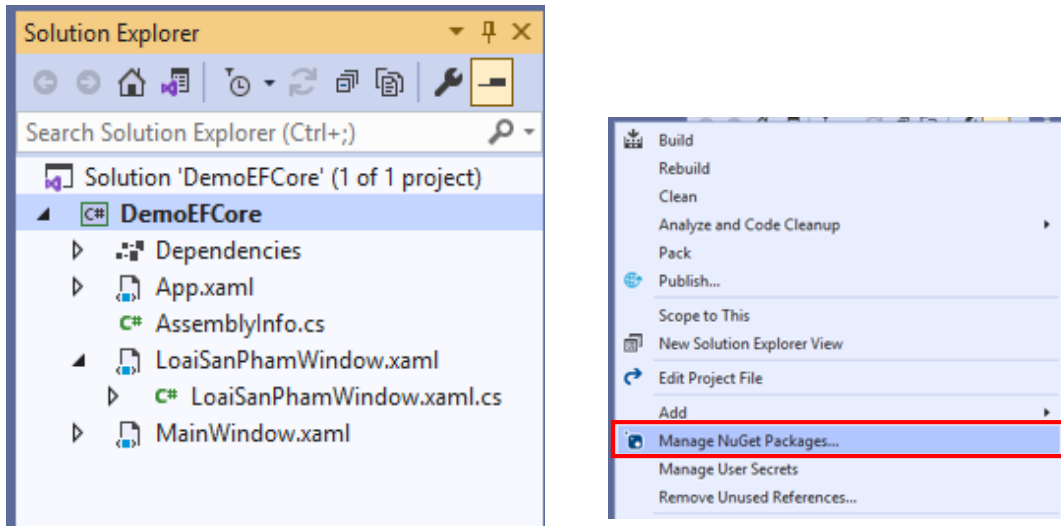 Solution Explorer
Search Solution Explorer (Ctrl+;)
Solution 'DemoEFCore' (1 of 1 project)
C# DemoEFCore
Dependencies
App.xaml
C# AssemblyInfo.cs
LoaiSanPhamWindow.xaml
C# LoaiSanPhamWindow.xaml.cs
MainWindow.xaml
Build
Rebuild
Clean
Analyze and Code Cleanup
Pack
Publish...
Scope to This
New Solution Explorer View
Edit Project File
Add
Manage NuGet Packages...
Manage User Secrets
Remove Unused References...